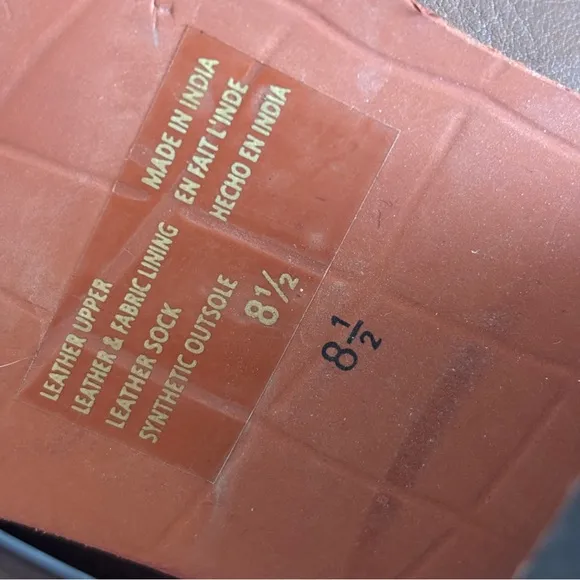 MADE IN INDIA
EN FAIT L'INDE
HECHO EN INDIA
LEATHER UPPER
LEATHER & FABRIC LINING
LEATHER SOCK
SYNTHETIC OUTSOLE
8½
8½